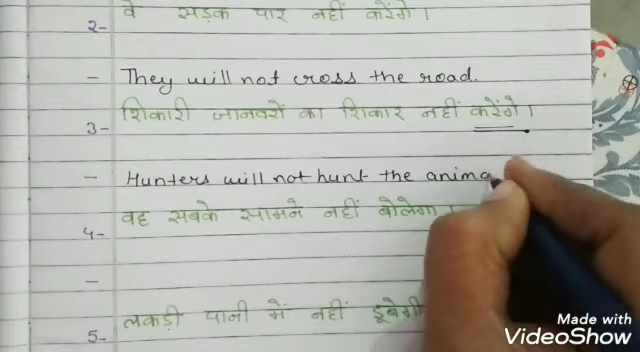 2- वे सड़क पार नहीं करेंगे ।
- They will not cross the road.
3- शिकारी जानवरों का शिकार नहीं करेंगे ।
- Hunters will not hunt the anima
4- वह सबके सामने नहीं बोलेगा ।
-
5- लकड़ी पानी में नहीं डूबेगी
Made with
VideoShow